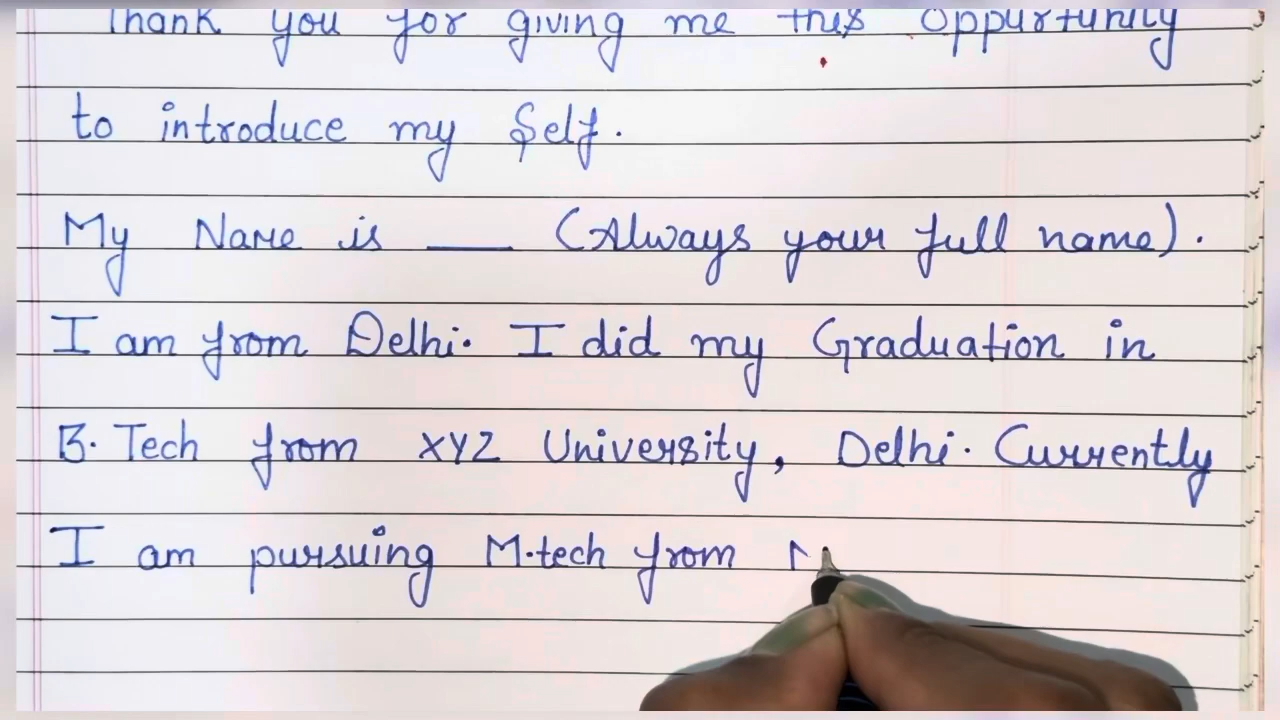 Thank you for giving me this Oppurtunity
to introduce my Self.
My Name is ___ (Always your full name).
I am from Delhi. I did my Graduation in
B. Tech from XYZ University, Delhi. Currently
I am pursuing M.tech from